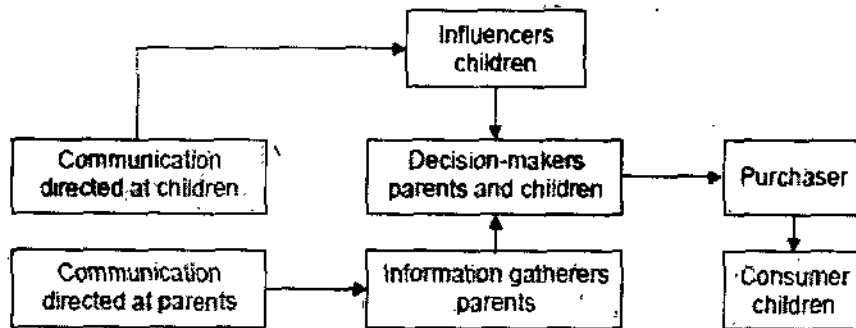 Influencers
children
Communication
directed at children
Decision-makers
parents and children
Purchaser
Communication
directed at parents
Information gatherers
parents
Consumer
children